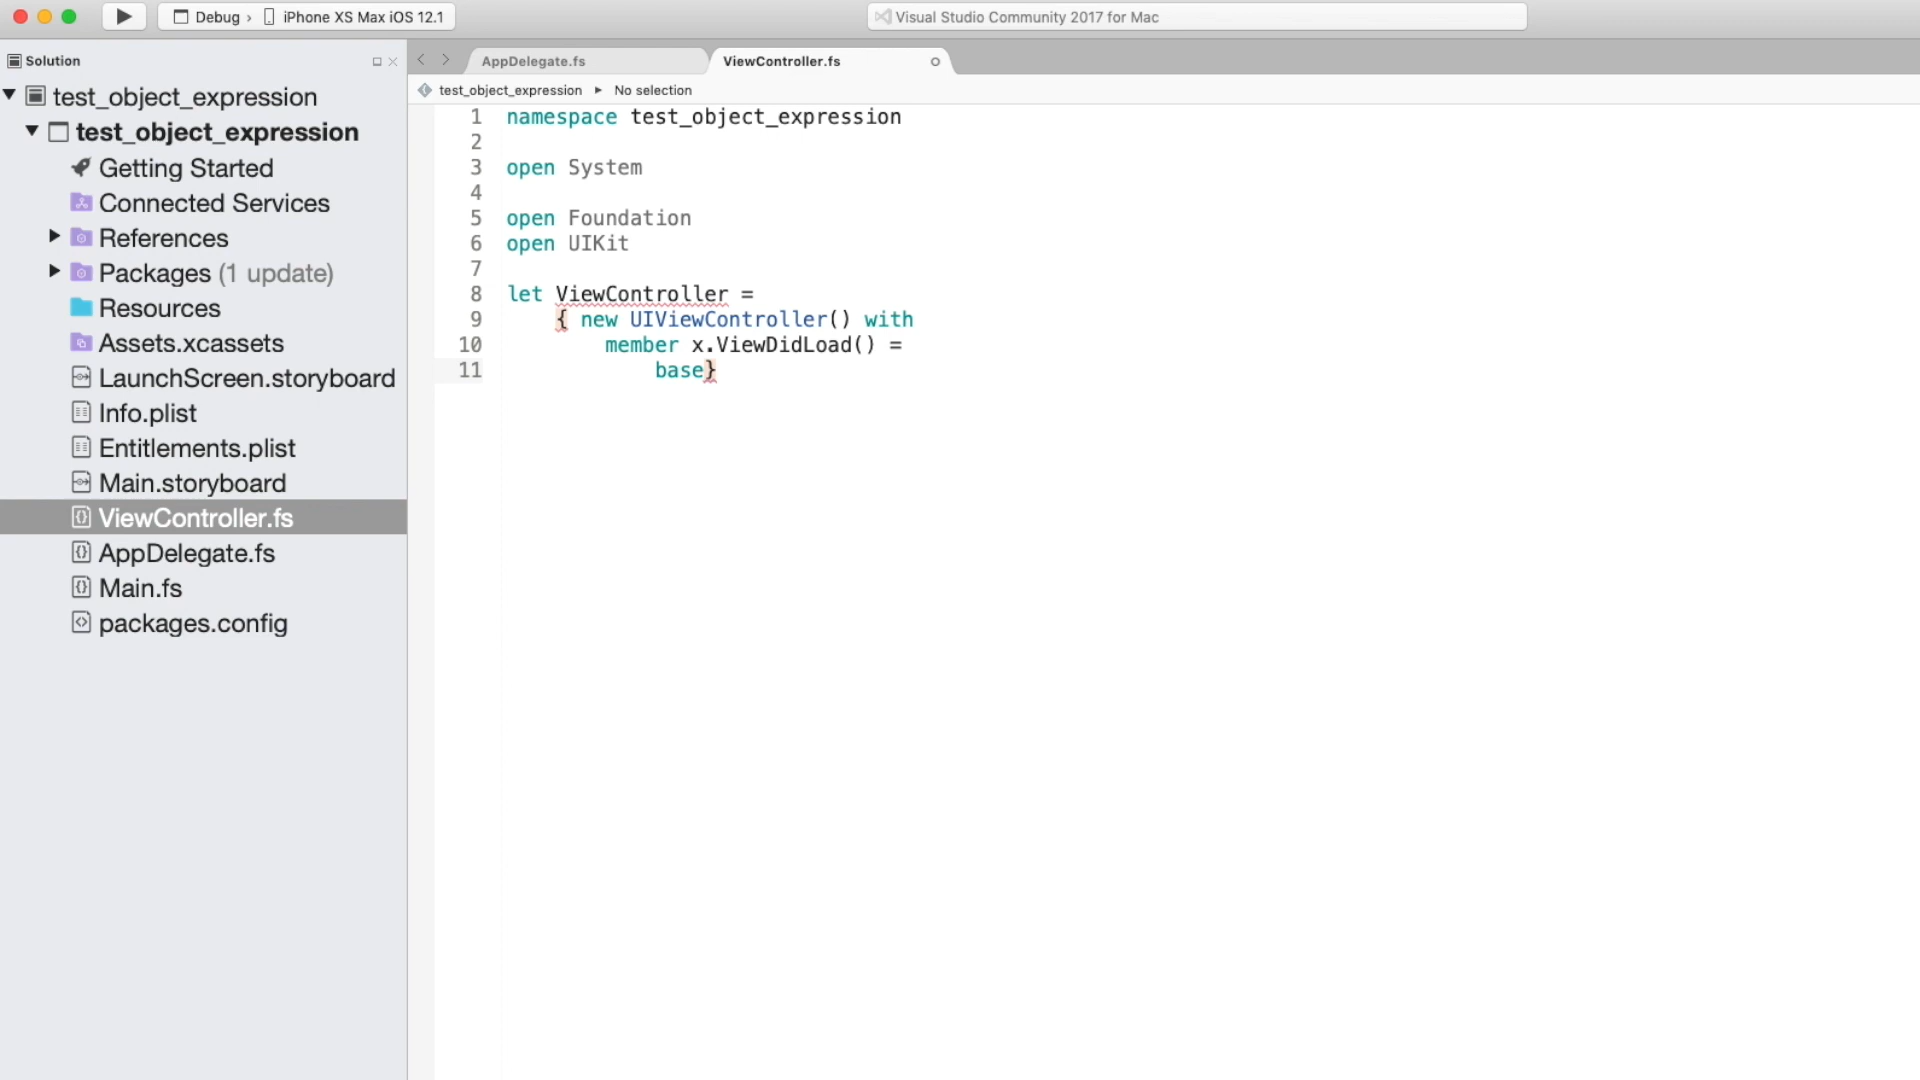 Debug › iPhone XS Max iOS 12.1
Visual Studio Community 2017 for Mac
Solution
test_object_expression
test_object_expression
Getting Started
Connected Services
References
Packages (1 update)
Resources
Assets.xcassets
LaunchScreen.storyboard
Info.plist
Entitlements.plist
Main.storyboard
ViewController.fs
AppDelegate.fs
Main.fs
packages.config
AppDelegate.fs
ViewController.fs
test_object_expression ▸ No selection
1 namespace test_object_expression
2
3 open System
4
5 open Foundation
6 open UIKit
7
8 let ViewController =
9     { new UIViewController() with
10         member x.ViewDidLoad() =
11             base}